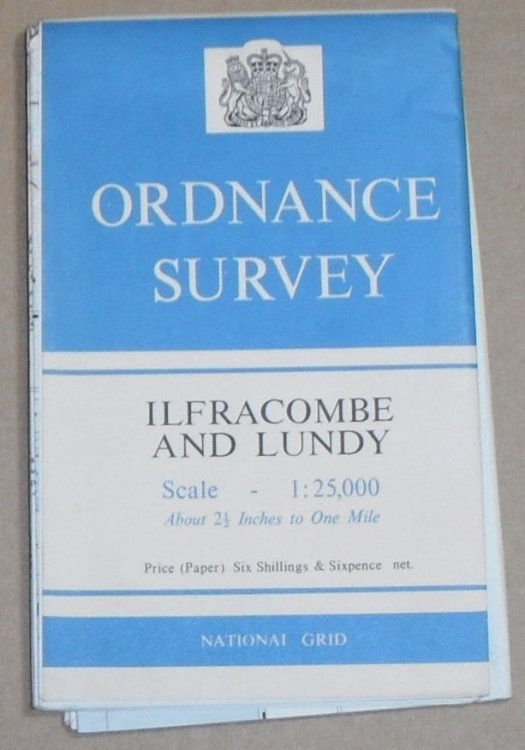 ORDNANCE
SURVEY
ILFRACOMBE
AND LUNDY
Scale - 1:25,000
About 2½ Inches to One Mile
Price (Paper) Six Shillings & Sixpence net.
NATIONAL GRID